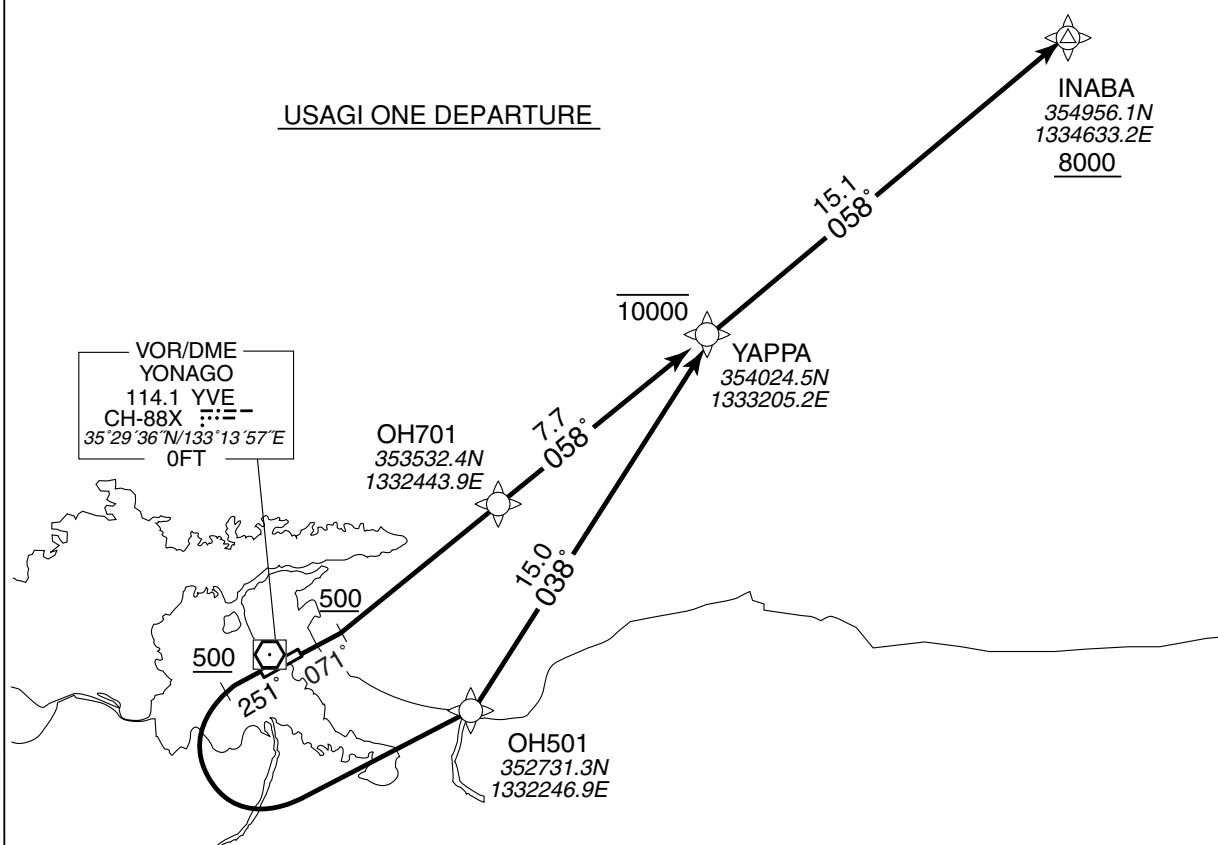 USAGI ONE DEPARTURE
INABA
354956.1N
1334633.2E
8000
15.1
058°
10000
YAPPA
354024.5N
1333205.2E
VOR/DME
YONAGO
114.1 YVE
CH-88X
35°29′36″N/133°13′57″E
0FT
OH701
353532.4N
1332443.9E
7.7
058°
15.0
038°
500
071°
500
251°
OH501
352731.3N
1332246.9E